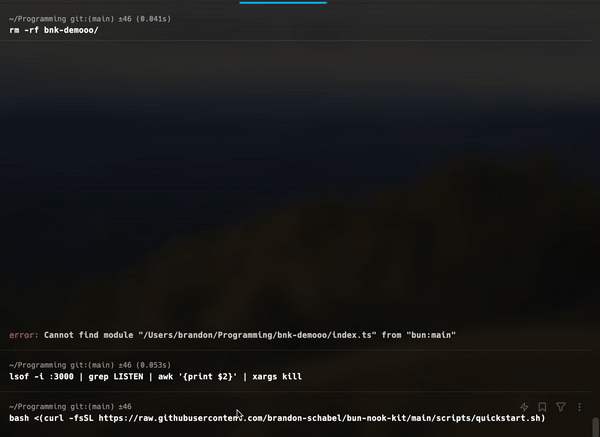 ~/Programming git:(main) ±46 (0.041s)
rm -rf bnk-demooo/
error: Cannot find module "/Users/brandon/Programming/bnk-demooo/index.ts" from "bun:main"
~/Programming git:(main) ±46 (0.053s)
lsof -i :3000 | grep LISTEN | awk '{print $2}' | xargs kill
~/Programming git:(main) ±46
bash <(curl -fsSL https://raw.githubusercontent.com/brandon-schabel/bun-nook-kit/main/scripts/quickstart.sh)